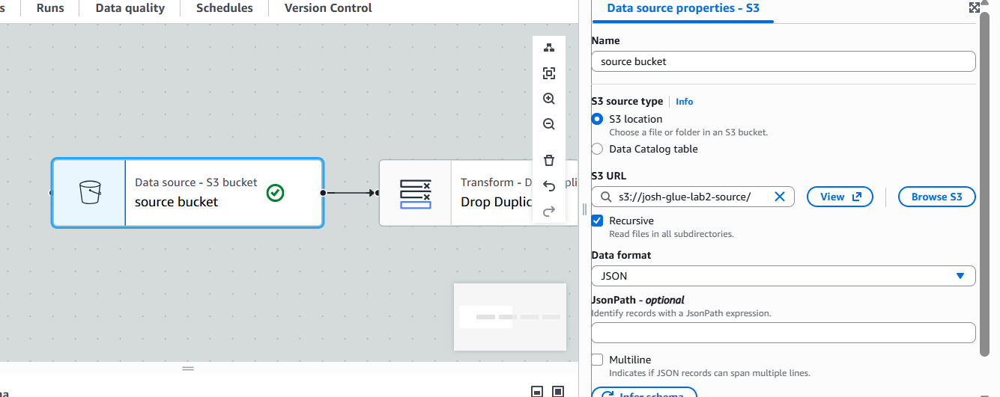 s
Runs
Data quality
Schedules
Version Control
Data source - S3 bucket
source bucket
Transform - D
pli
Drop Duplic
na
Data source properties - S3
Name
source bucket
S3 source type
Info
S3 location
Choose a file or folder in an S3 bucket.
Data Catalog table
S3 URL
s3://josh-glue-lab2-source/
View
Browse S3
Recursive
Read files in all subdirectories.
Data format
JSON
JsonPath - optional
Identify records with a JsonPath expression.
Multiline
Indicates if JSON records can span multiple lines.
Infer schema